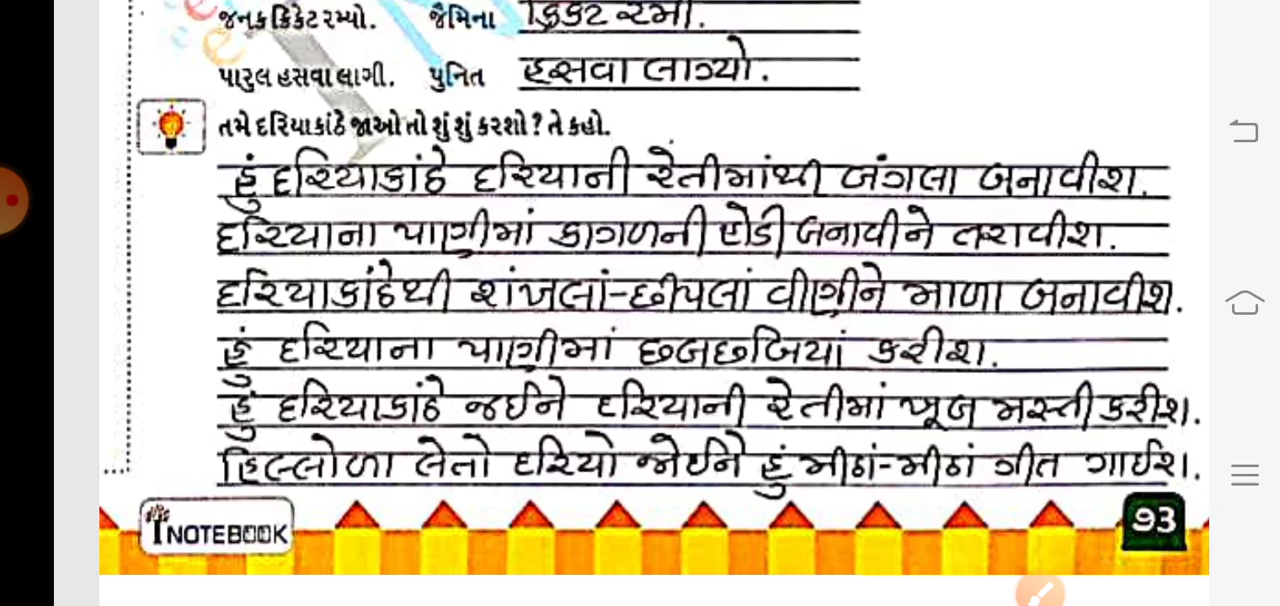 જનક ક્રિકેટ રમ્યો. જૈમિના ક્રિકેટ રમી.
પારુલ હસવા લાગી. પુનિત હસવા લાગ્યો.
તમે દરિયાકાંઠે જાઓ તો શું શું કરશો? તે કહો.
હું દરિયાકાંઠે દરિયાની રેતીમાંથી બંગલા બનાવીશ.
દરિયાના પાણીમાં કાગળની હોડી બનાવીને તરાવીશ.
દરિયાકાંઠેથી શંખલાં-છીપલાં વીણીને માળા બનાવીશ.
હું દરિયાના પાણીમાં છબછબિયાં કરીશ.
હું દરિયાકાંઠે જઈને દરિયાની રેતીમાં ખૂબ મસ્તી કરીશ.
હિલ્લોળા લેતો દરિયો જોઈને હું મીઠાં-મીઠાં ગીત ગાઈશ.
iNOTEBOOK 93